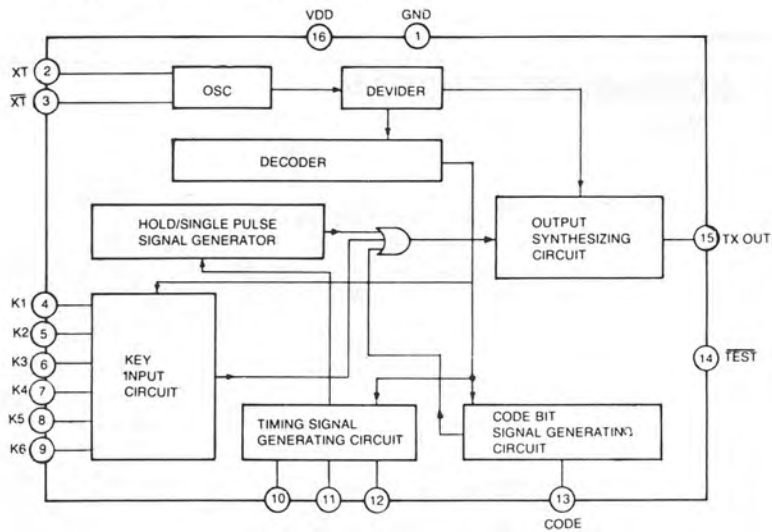 VDD
GND
16
1
XT
2
X̅T̅
3
OSC
DEVIDER
DECODER
HOLD/SINGLE PULSE
SIGNAL GENERATOR
OUTPUT
SYNTHESIZING
CIRCUIT
15
TX OUT
K1
4
K2
5
K3
6
K4
7
K5
8
K6
9
KEY
INPUT
CIRCUIT
14
T̅E̅S̅T̅
TIMING SIGNAL
GENERATING CIRCUIT
CODE BIT
SIGNAL GENERATING
CIRCUIT
10
11
12
13
CODE